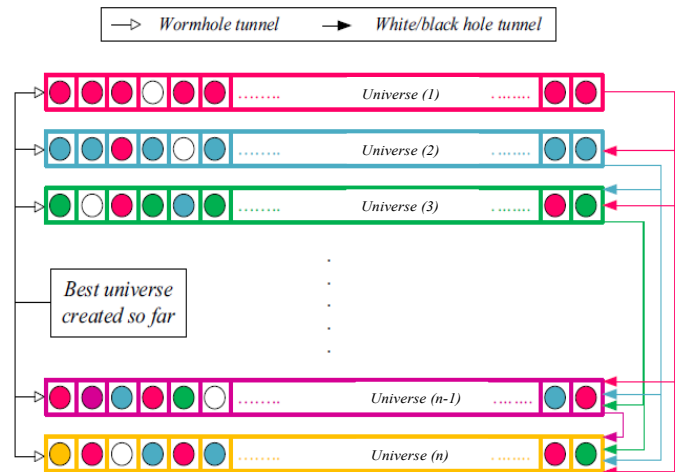 Wormhole tunnel
White/black hole tunnel
........ Universe (1) ........
........ Universe (2) ........
........ Universe (3) ........
Best universe
created so far
........ Universe (n-1) ........
........ Universe (n) ........